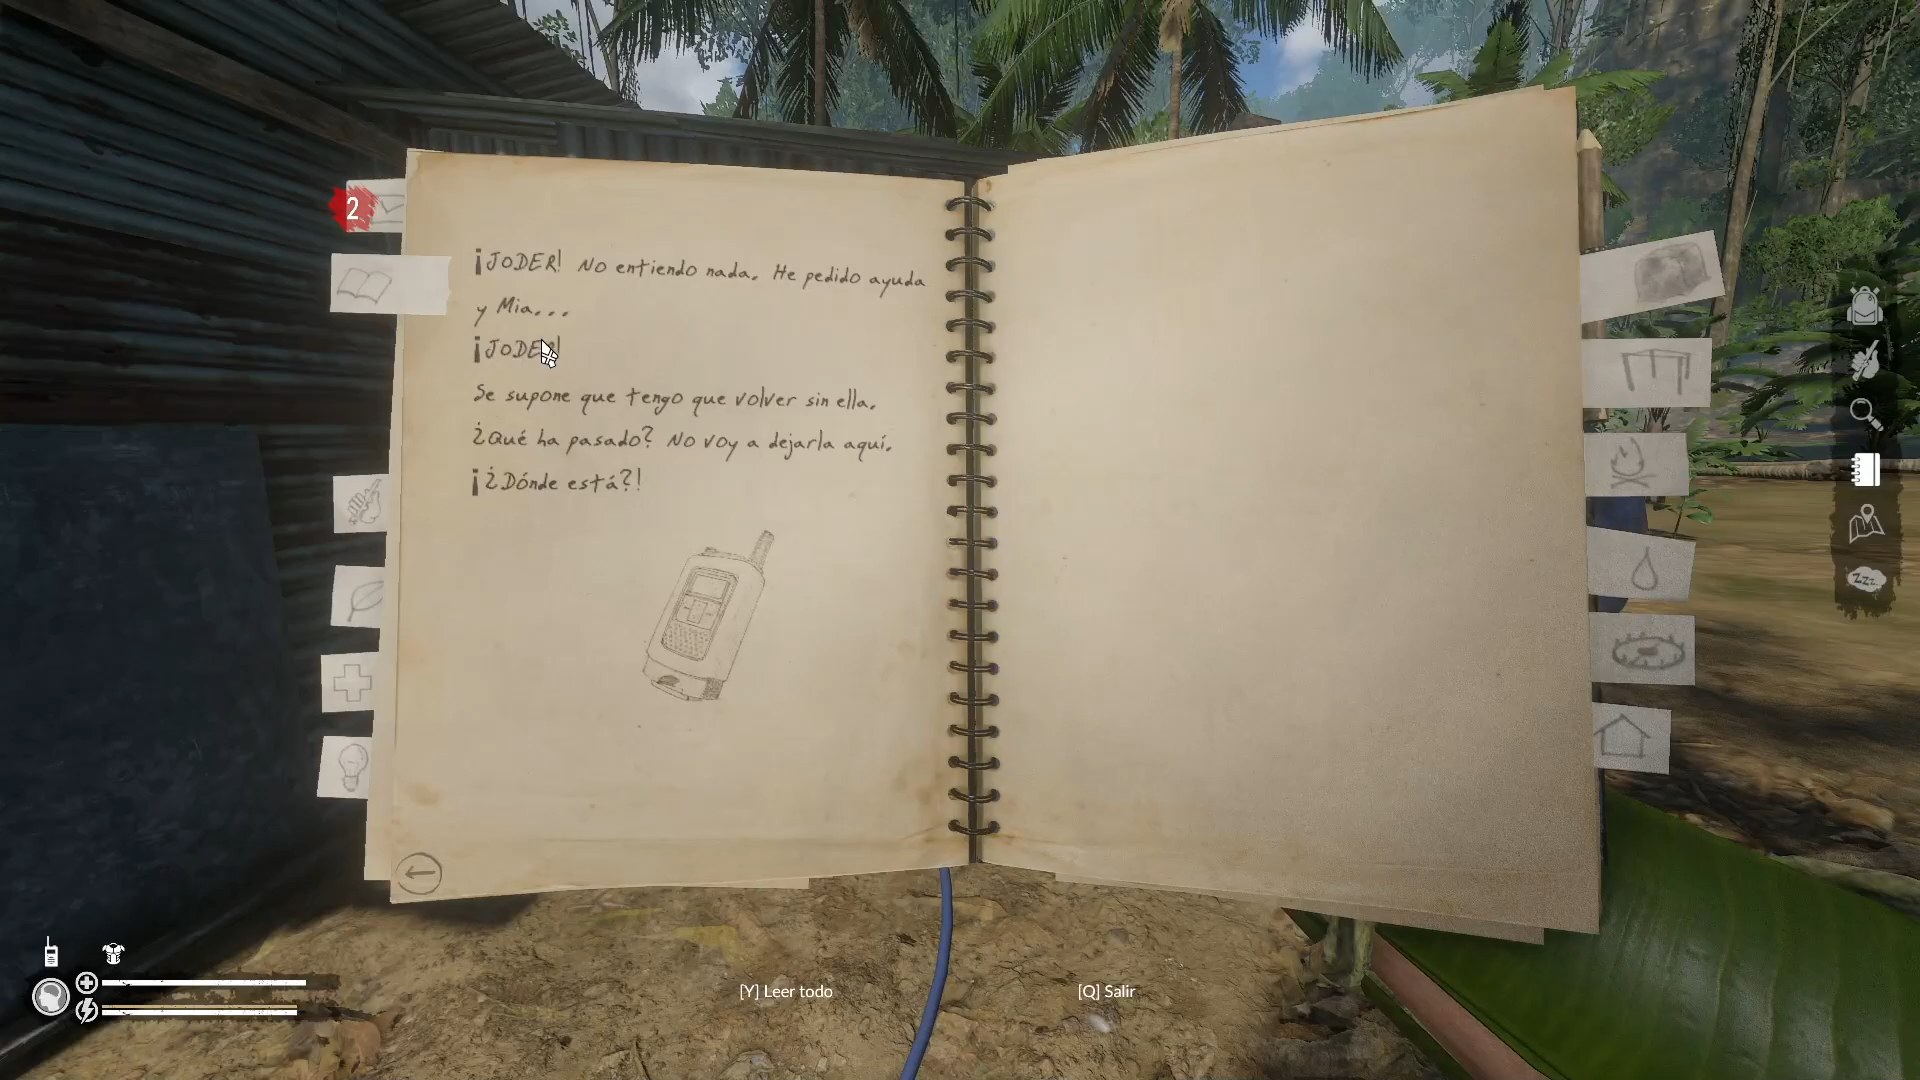 2
¡JODER! No entiendo nada. He pedido ayuda
y Mia...
¡JODER!
Se supone que tengo que volver sin ella.
¿Qué ha pasado? No voy a dejarla aquí.
¡¿Dónde está?!
zzz
[Y] Leer todo
[Q] Salir